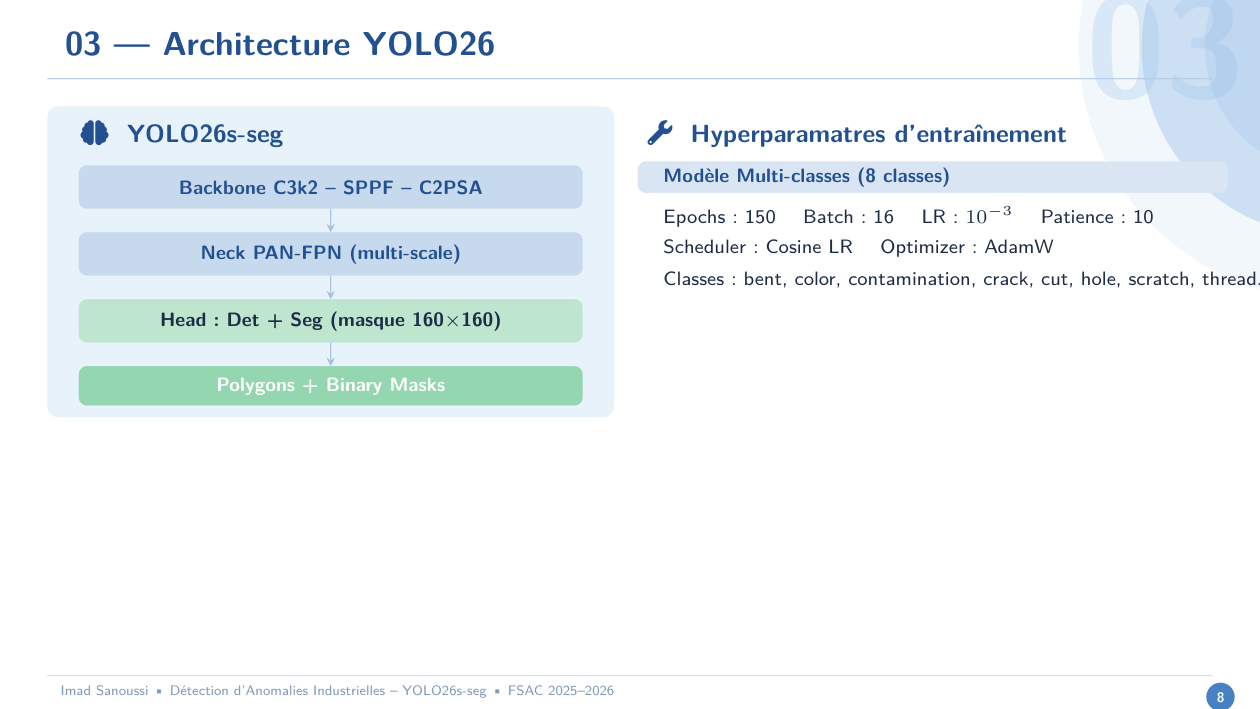 03 — Architecture YOLO26
03
YOLO26s-seg
Backbone C3k2 – SPPF – C2PSA
Neck PAN-FPN (multi-scale)
Head : Det + Seg (masque 160×160)
Polygons + Binary Masks
Hyperparamatres d'entraînement
Modèle Multi-classes (8 classes)
Epochs : 150 Batch : 16 LR : 10⁻³ Patience : 10
Scheduler : Cosine LR Optimizer : AdamW
Classes : bent, color, contamination, crack, cut, hole, scratch, thread.
Imad Sanoussi ▪ Détection d'Anomalies Industrielles – YOLO26s-seg ▪ FSAC 2025–2026
8